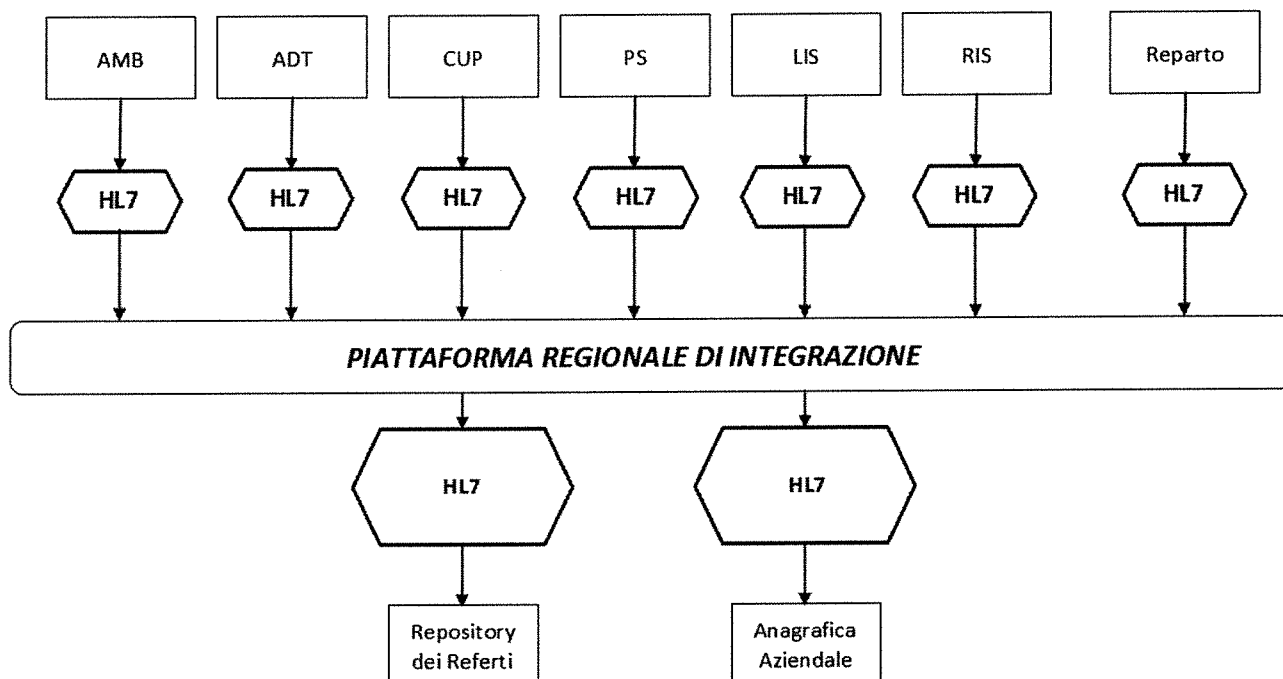 AMB
ADT
CUP
PS
LIS
RIS
Reparto
HL7
HL7
HL7
HL7
HL7
HL7
HL7
PIATTAFORMA REGIONALE DI INTEGRAZIONE
HL7
HL7
Repository
dei Referti
Anagrafica
Aziendale